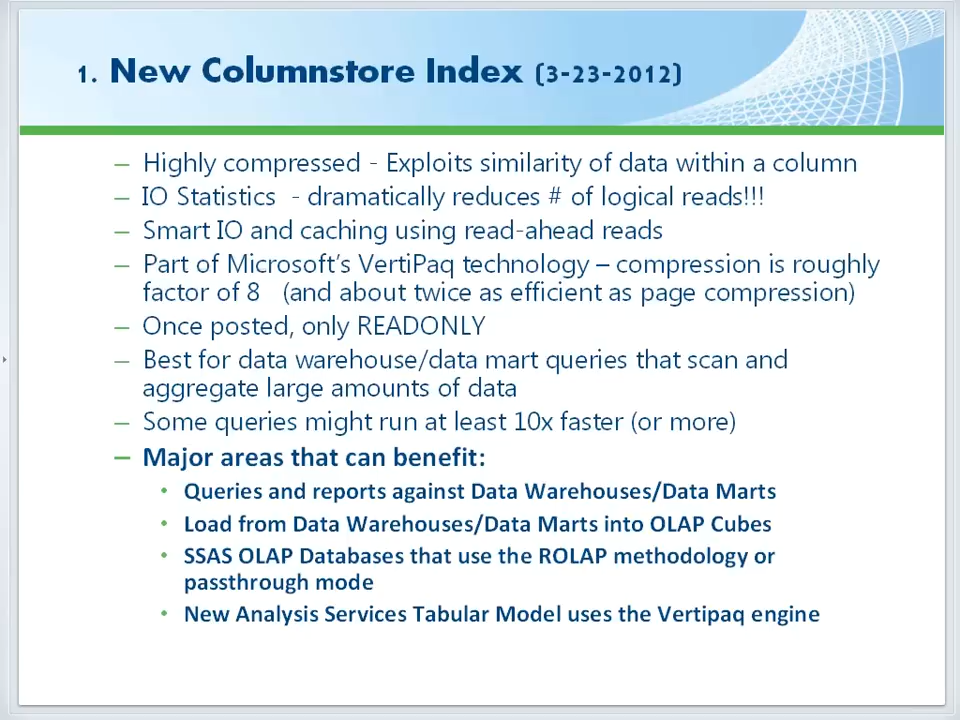 1. New Columnstore Index (3-23-2012)
– Highly compressed - Exploits similarity of data within a column
– IO Statistics - dramatically reduces # of logical reads!!!
– Smart IO and caching using read-ahead reads
– Part of Microsoft’s VertiPaq technology – compression is roughly
factor of 8 (and about twice as efficient as page compression)
– Once posted, only READONLY
– Best for data warehouse/data mart queries that scan and
aggregate large amounts of data
– Some queries might run at least 10x faster (or more)
– Major areas that can benefit:
• Queries and reports against Data Warehouses/Data Marts
• Load from Data Warehouses/Data Marts into OLAP Cubes
• SSAS OLAP Databases that use the ROLAP methodology or
passthrough mode
• New Analysis Services Tabular Model uses the Vertipaq engine